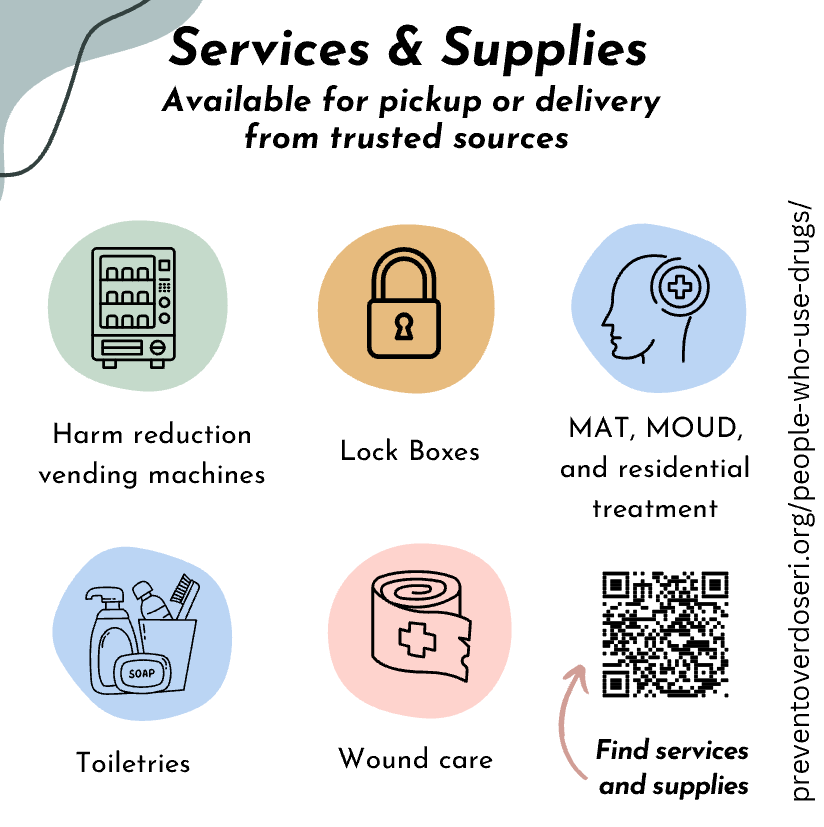 Services & Supplies
Available for pickup or delivery
from trusted sources
Harm reduction
vending machines
Lock Boxes
MAT, MOUD,
and residential
treatment
SOAP
Toiletries
Wound care
Find services
and supplies
preventoverdoseri.org/people-who-use-drugs/